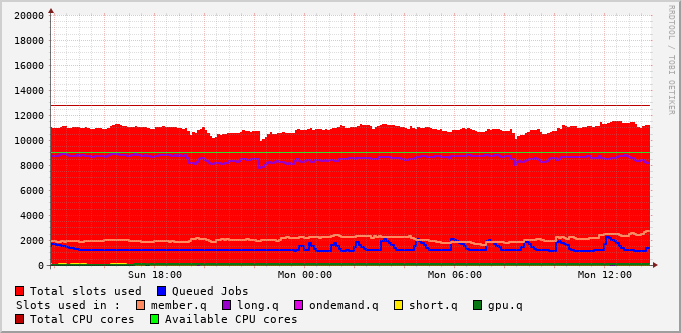 20000
18000
16000
14000
12000
10000
8000
6000
4000
2000
0
Sun 18:00 Mon 00:00 Mon 06:00 Mon 12:00
RRDTOOL / TOBI OETIKER
Total slots used Queued Jobs
Slots used in : member.q long.q ondemand.q short.q gpu.q
Total CPU cores Available CPU cores